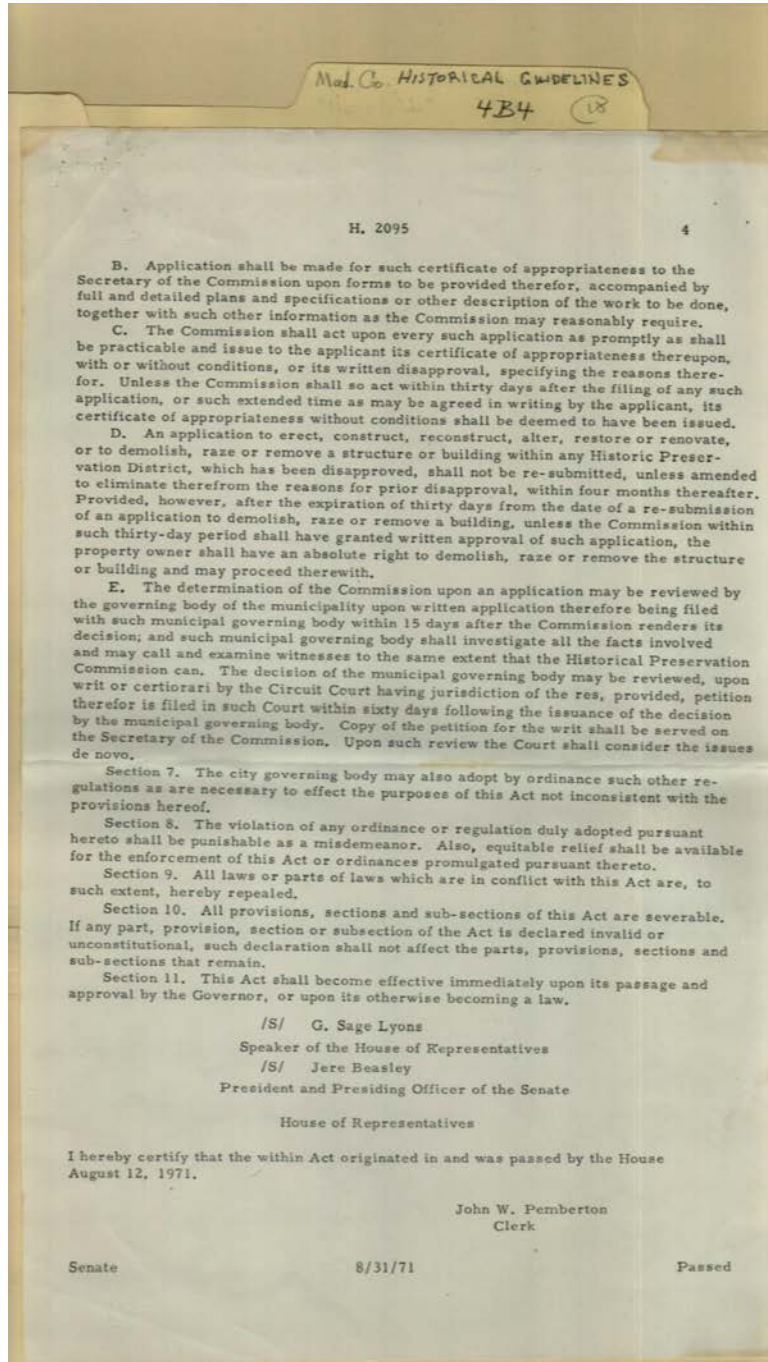 Mad. Co. HISTORICAL GUIDELINES
4B4 18
H. 2095 4
B. Application shall be made for such certificate of appropriateness to the
Secretary of the Commission upon forms to be provided therefor, accompanied by
full and detailed plans and specifications or other description of the work to be done,
together with such other information as the Commission may reasonably require.
C. The Commission shall act upon every such application as promptly as shall
be practicable and issue to the applicant its certificate of appropriateness thereupon,
with or without conditions, or its written disapproval, specifying the reasons there-
for. Unless the Commission shall so act within thirty days after the filing of any such
application, or such extended time as may be agreed in writing by the applicant, its
certificate of appropriateness without conditions shall be deemed to have been issued.
D. An application to erect, construct, reconstruct, alter, restore or renovate,
or to demolish, raze or remove a structure or building within any Historic Preser-
vation District, which has been disapproved, shall not be re-submitted, unless amended
to eliminate therefrom the reasons for prior disapproval, within four months thereafter.
Provided, however, after the expiration of thirty days from the date of a re-submission
of an application to demolish, raze or remove a building, unless the Commission within
such thirty-day period shall have granted written approval of such application, the
property owner shall have an absolute right to demolish, raze or remove the structure
or building and may proceed therewith.
E. The determination of the Commission upon an application may be reviewed by
the governing body of the municipality upon written application therefore being filed
with such municipal governing body within 15 days after the Commission renders its
decision; and such municipal governing body shall investigate all the facts involved
and may call and examine witnesses to the same extent that the Historical Preservation
Commission can. The decision of the municipal governing body may be reviewed, upon
writ or certiorari by the Circuit Court having jurisdiction of the res, provided, petition
therefor is filed in such Court within sixty days following the issuance of the decision
by the municipal governing body. Copy of the petition for the writ shall be served on
the Secretary of the Commission. Upon such review the Court shall consider the issues
de novo.
Section 7. The city governing body may also adopt by ordinance such other re-
gulations as are necessary to effect the purposes of this Act not inconsistent with the
provisions hereof.
Section 8. The violation of any ordinance or regulation duly adopted pursuant
hereto shall be punishable as a misdemeanor. Also, equitable relief shall be available
for the enforcement of this Act or ordinances promulgated pursuant thereto.
Section 9. All laws or parts of laws which are in conflict with this Act are, to
such extent, hereby repealed.
Section 10. All provisions, sections and sub-sections of this Act are severable.
If any part, provision, section or subsection of the Act is declared invalid or
unconstitutional, such declaration shall not affect the parts, provisions, sections and
sub-sections that remain.
Section 11. This Act shall become effective immediately upon its passage and
approval by the Governor, or upon its otherwise becoming a law.
/S/ G. Sage Lyons
Speaker of the House of Representatives
/S/ Jere Beasley
President and Presiding Officer of the Senate
House of Representatives
I hereby certify that the within Act originated in and was passed by the House
August 12, 1971.
John W. Pemberton
Clerk
Senate 8/31/71 Passed